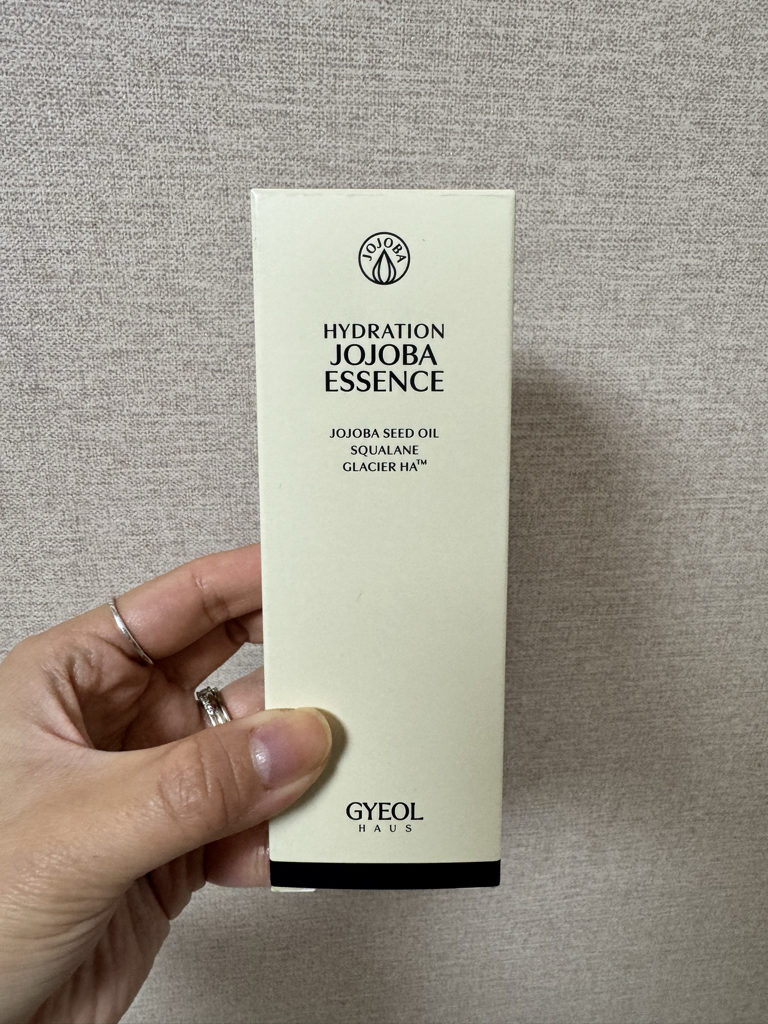 JOJOBA
HYDRATION
JOJOBA
ESSENCE
JOJOBA SEED OIL
SQUALANE
GLACIER HA™
GYEOL
HAUS